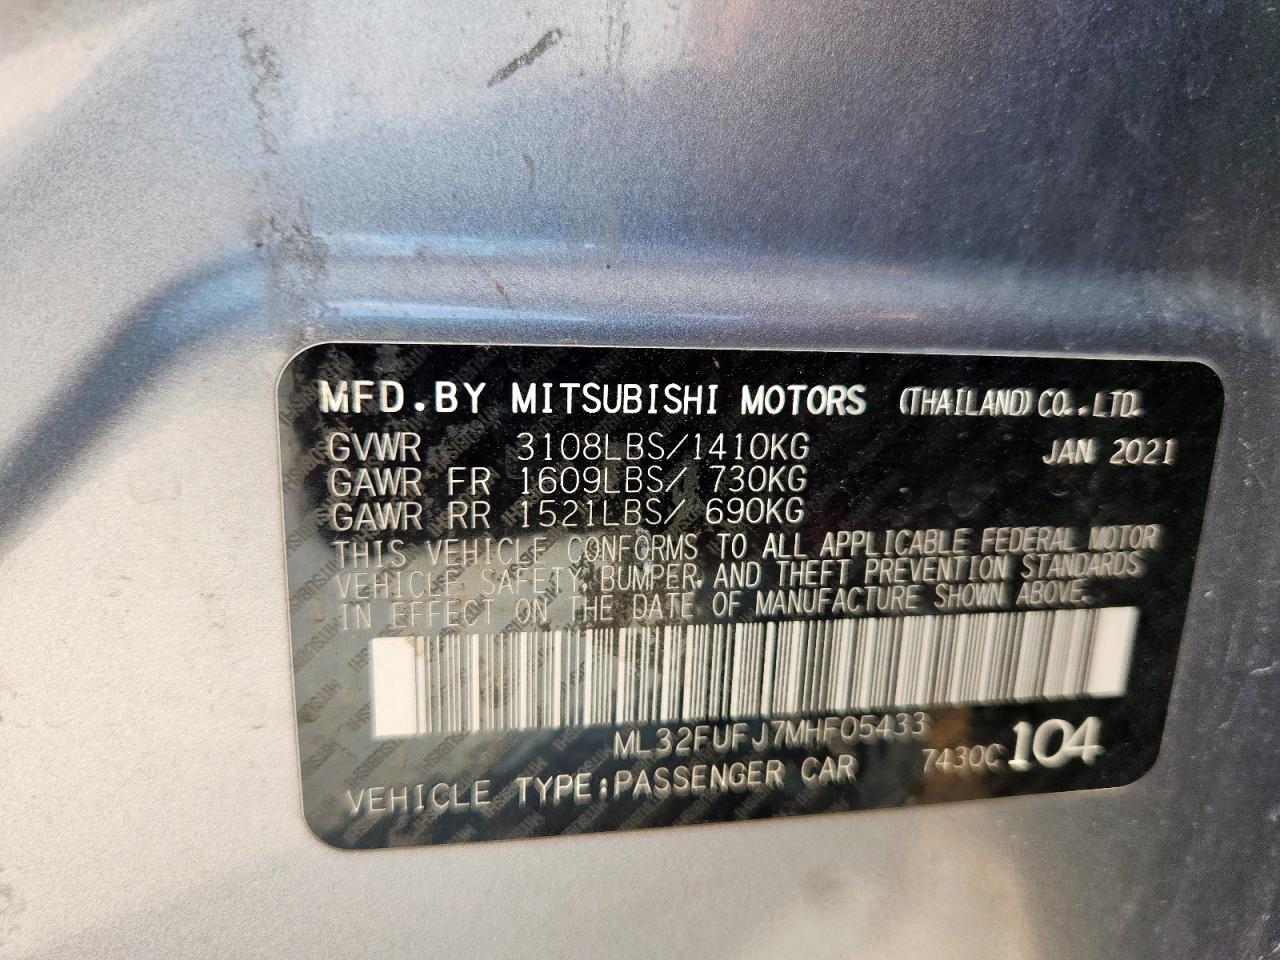 MFD.BY MITSUBISHI MOTORS (THAILAND) CO.,LTD.
GVWR 3108LBS/1410KG JAN 2021
GAWR FR 1609LBS/ 730KG
GAWR RR 1521LBS/ 690KG
THIS VEHICLE CONFORMS TO ALL APPLICABLE FEDERAL MOTOR
VEHICLE SAFETY, BUMPER, AND THEFT PREVENTION STANDARDS
IN EFFECT ON THE DATE OF MANUFACTURE SHOWN ABOVE.
ML32FUFJ7MHF05433
VEHICLE TYPE:PASSENGER CAR 7430C 104